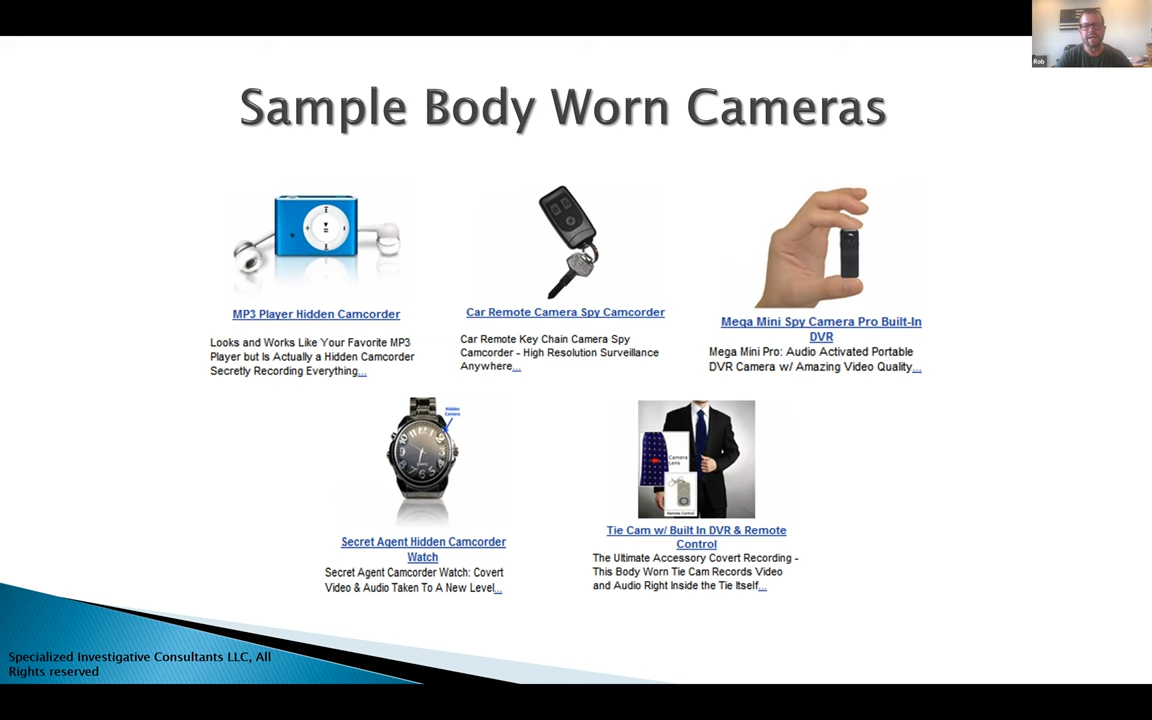 Rob
Sample Body Worn Cameras
MP3 Player Hidden Camcorder
Looks and Works Like Your Favorite MP3
Player but Is Actually a Hidden Camcorder
Secretly Recording Everything...
Car Remote Camera Spy Camcorder
Car Remote Key Chain Camera Spy
Camcorder - High Resolution Surveillance
Anywhere...
Mega Mini Spy Camera Pro Built-In
DVR
Mega Mini Pro: Audio Activated Portable
DVR Camera w/ Amazing Video Quality...
Hidden
Camera
Secret Agent Hidden Camcorder
Watch
Secret Agent Camcorder Watch: Covert
Video & Audio Taken To A New Level...
Camera
Lens
Remote Control
Tie Cam w/ Built In DVR & Remote
Control
The Ultimate Accessory Covert Recording -
This Body Worn Tie Cam Records Video
and Audio Right Inside the Tie Itself...
Specialized Investigative Consultants LLC, All
Rights reserved